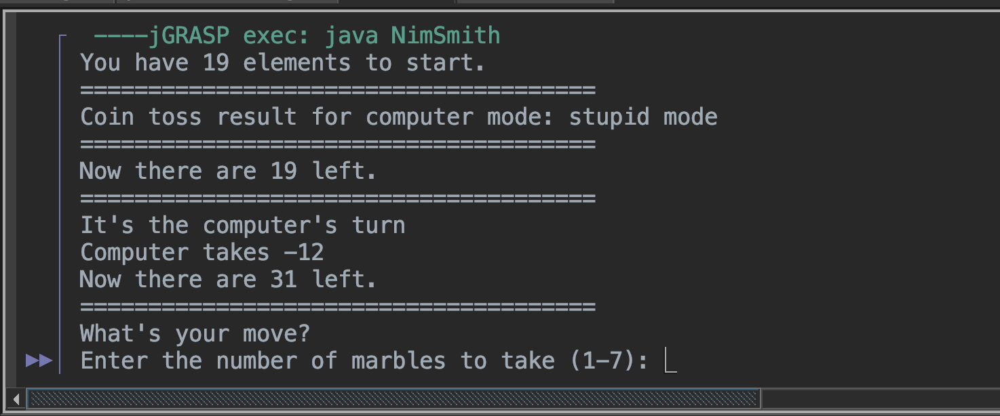 ----jGRASP exec: java NimSmith
You have 19 elements to start.
======================================
Coin toss result for computer mode: stupid mode
======================================
Now there are 19 left.
======================================
It's the computer's turn
Computer takes -12
Now there are 31 left.
======================================
What's your move?
Enter the number of marbles to take (1-7):